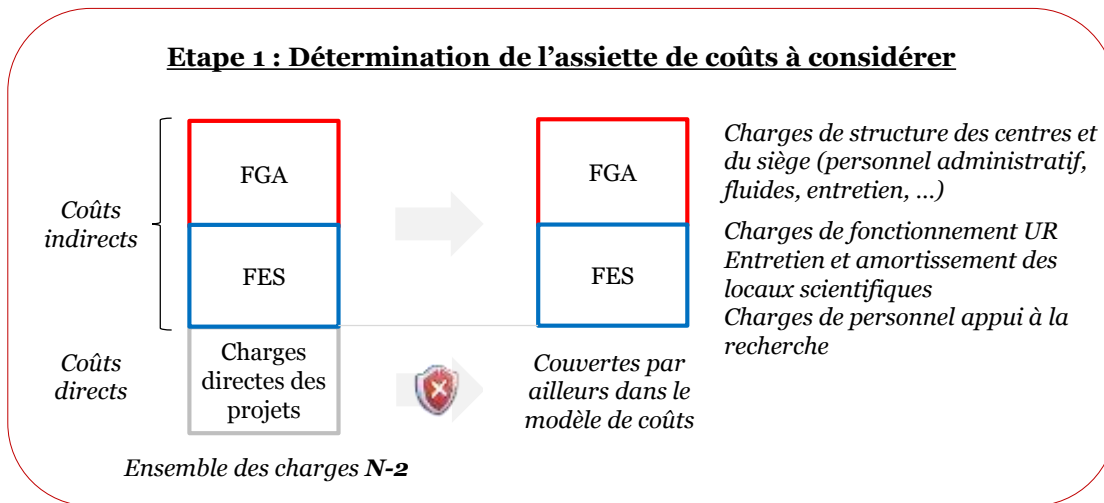 Etape 1 : Détermination de l’assiette de coûts à considérer
Coûts
indirects
FGA
FES
FGA
FES
Charges de structure des centres et
du siège (personnel administratif,
fluides, entretien, …)
Charges de fonctionnement UR
Entretien et amortissement des
locaux scientifiques
Charges de personnel appui à la
recherche
Coûts
directs
Charges
directes des
projets
Couvertes par
ailleurs dans le
modèle de coûts
Ensemble des charges N-2